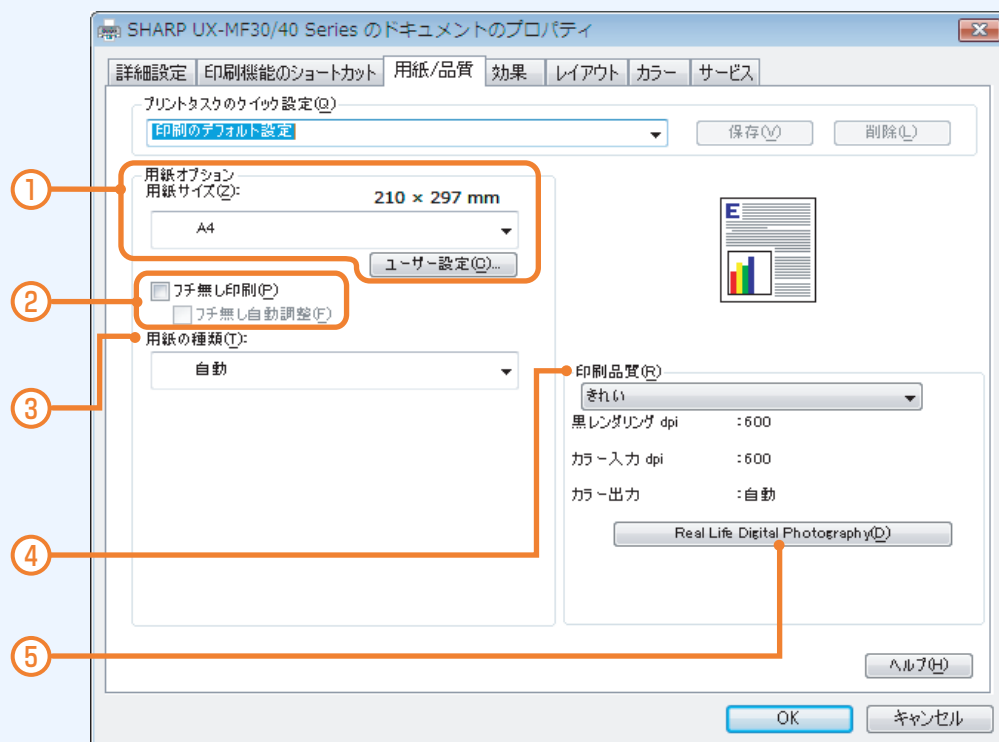 SHARP UX-MF30/40 Series のドキュメントのプロパティ
詳細設定 印刷機能のショートカット 用紙/品質 効果 レイアウト カラー サービス
プリントタスクのクイック設定(Q)
印刷のデフォルト設定 保存(V) 削除(L)
① 用紙オプション
用紙サイズ(Z): 210 × 297 mm
A4
ユーザー設定(C)...
② フチ無し印刷(P)
フチ無し自動調整(F)
③ 用紙の種類(T):
自動
E
④ 印刷品質(R)
きれい
黒レンダリング dpi :600
カラー入力 dpi :600
カラー出力 :自動
⑤ Real Life Digital Photography(D)
ヘルプ(H)
OK キャンセル